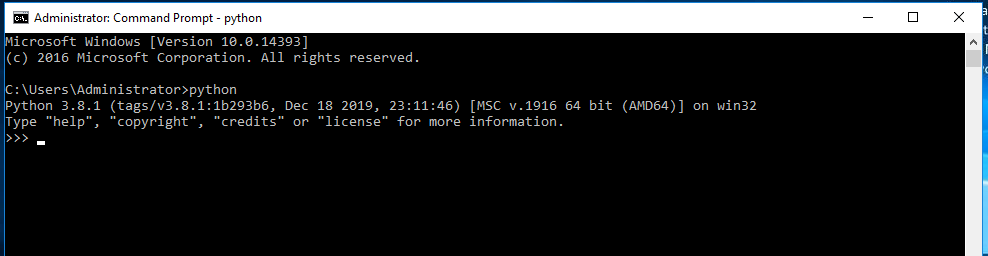 Administrator: Command Prompt - python
Microsoft Windows [Version 10.0.14393]
(c) 2016 Microsoft Corporation. All rights reserved.
C:\Users\Administrator>python
Python 3.8.1 (tags/v3.8.1:1b293b6, Dec 18 2019, 23:11:46) [MSC v.1916 64 bit (AMD64)] on win32
Type "help", "copyright", "credits" or "license" for more information.
>>>